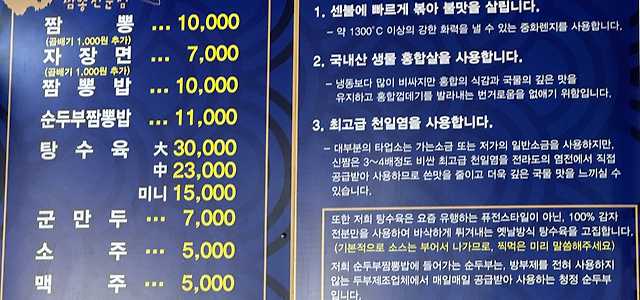 짬뽕전문점
짬 뽕 ... 10,000
(곱배기 1,000원 추가)
자 장 면 ... 7,000
(곱배기 1,000원 추가)
짬 뽕 밥 ... 10,000
순두부짬뽕밥 ... 11,000
탕 수 육 大 30,000
中 23,000
미니 15,000
군 만 두 ... 7,000
소 주 ... 5,000
맥 주 ... 5,000
1. 센불에 빠르게 볶아 불맛을 살립니다.
– 약 1300°C 이상의 강한 화력을 낼 수 있는 중화렌지를 사용합니다.
2. 국내산 생물 홍합살을 사용합니다.
– 냉동보다 많이 비싸지만 홍합의 식감과 국물의 깊은 맛을
유지하고 홍합껍데기를 발라내는 번거로움을 없애기 위함입니다.
3. 최고급 천일염을 사용합니다.
– 대부분의 타업소는 가는소금 또는 저가의 일반소금을 사용하지만,
신짬은 3~4배정도 비싼 최고급 천일염을 전라도의 염전에서 직접
공급받아 사용하므로 쓴맛을 줄이고 더욱 깊은 국물 맛을 느끼실 수
있습니다.
또한 저희 탕수육은 요즘 유행하는 퓨전스타일이 아닌, 100% 감자
전분만을 사용하여 바삭하게 튀겨내는 옛날방식 탕수육을 고집합니다.
(기본적으로 소스는 부어서 나가므로, 찍먹은 미리 말씀해주세요)
저희 순두부짬뽕밥에 들어가는 순두부는, 방부제를 전혀 사용하지
않는 두부제조업체에서 매일매일 공급받아 사용하는 청정 순두부
입니다.